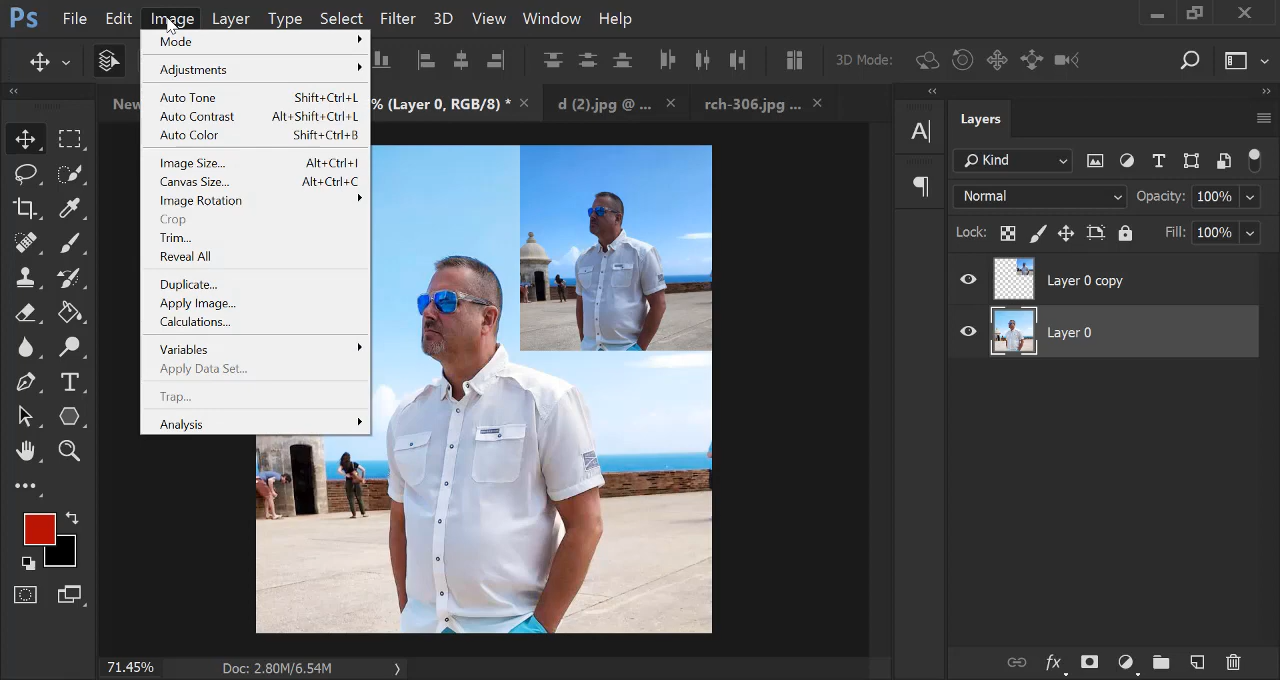 Ps File Edit Image Layer Type Select Filter 3D View Window Help
3D Mode:
New % (Layer 0, RGB/8) * × d (2).jpg @ ... × rch-306.jpg ... ×
Mode
Adjustments
Auto Tone Shift+Ctrl+L
Auto Contrast Alt+Shift+Ctrl+L
Auto Color Shift+Ctrl+B
Image Size... Alt+Ctrl+I
Canvas Size... Alt+Ctrl+C
Image Rotation
Crop
Trim...
Reveal All
Duplicate...
Apply Image...
Calculations...
Variables
Apply Data Set...
Trap...
Analysis
Layers
Kind
Normal Opacity: 100%
Lock: Fill: 100%
Layer 0 copy
Layer 0
71.45% Doc: 2.80M/6.54M